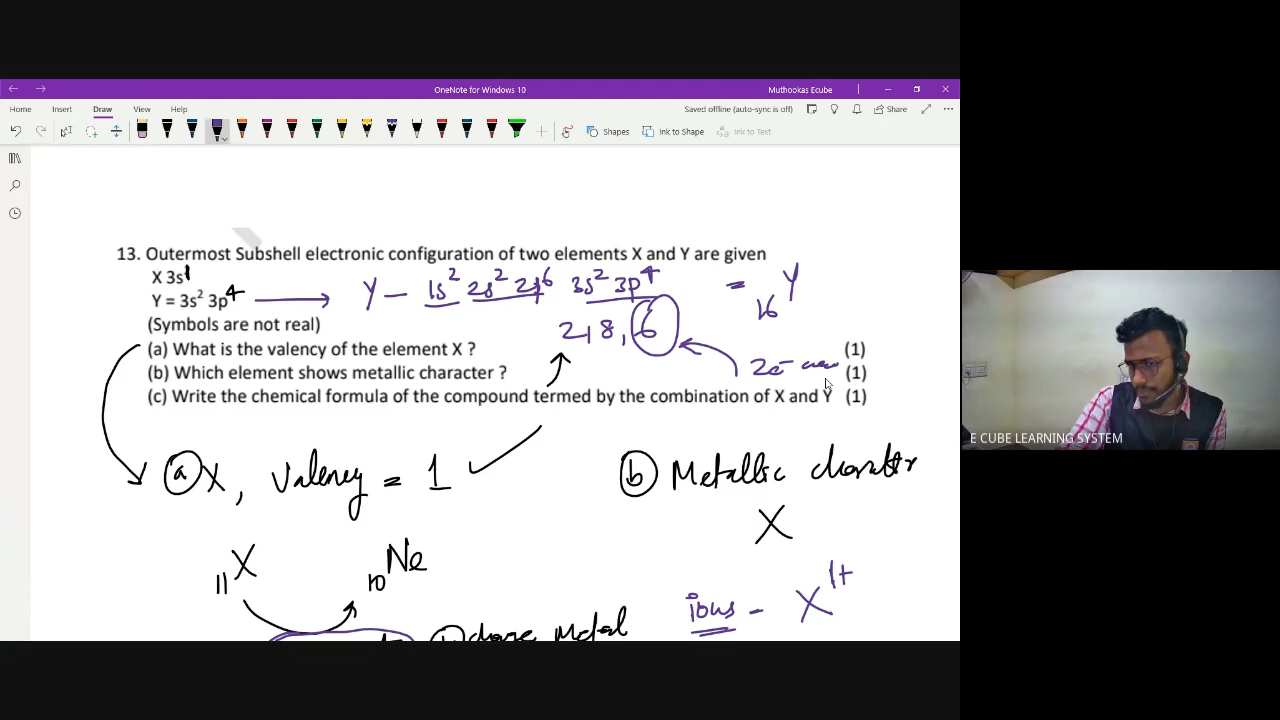 OneNote for Windows 10
Muthookas Ecube
Home Insert Draw View Help
Saved offline (auto-sync is off)
Share
Shapes
Ink to Shape
Ink to Text
13. Outermost Subshell electronic configuration of two elements X and Y are given
X 3s1
Y = 3s2 3p4
Y – 1s2 2s2 2s6 3s2 3p4
= 16Y
(Symbols are not real)
2, 8, 6
(a) What is the valency of the element X ? (1)
2e-
(b) Which element shows metallic character ? (1)
(c) Write the chemical formula of the compound termed by the combination of X and Y (1)
E CUBE LEARNING SYSTEM
(a) X, Valency = 1
(b) Metallic character
X
11X 10Ne
ions – X1+